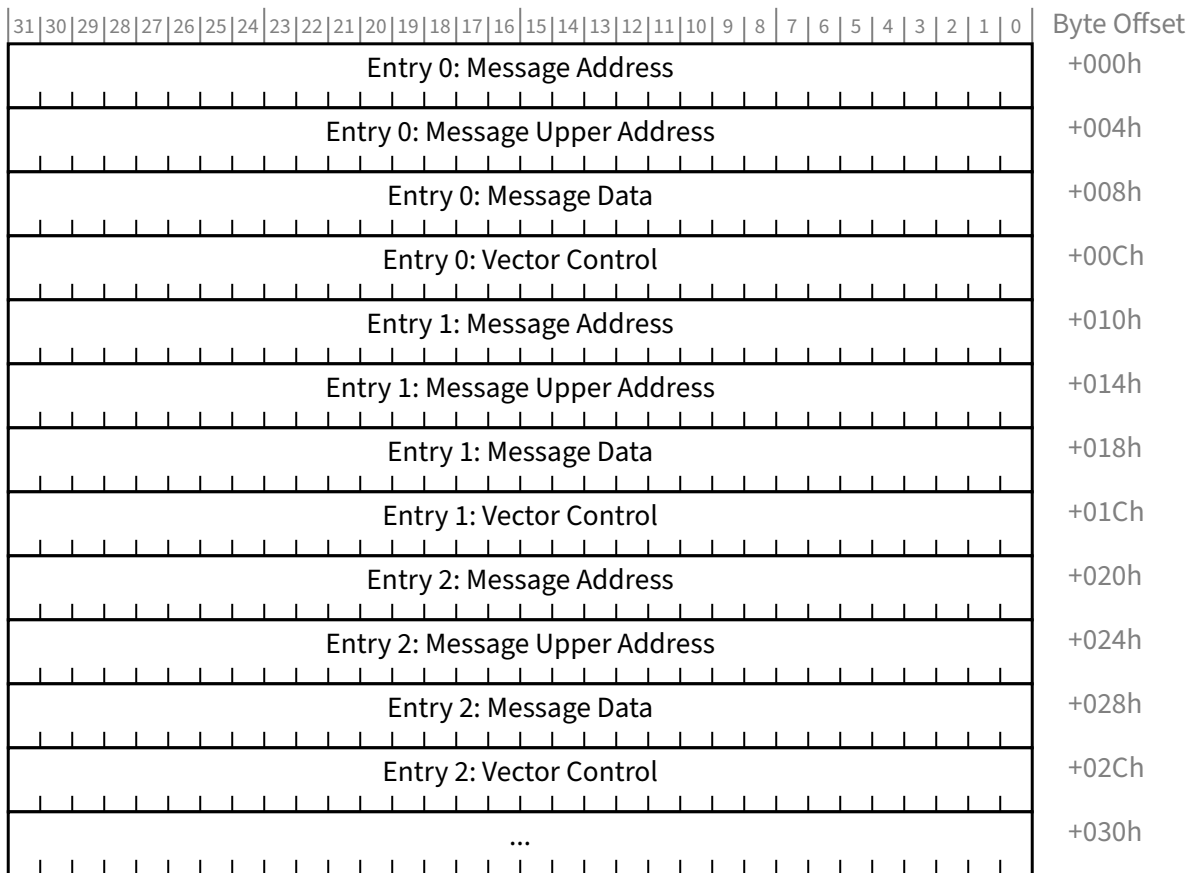 31 30 29 28 27 26 25 24 23 22 21 20 19 18 17 16 15 14 13 12 11 10 9 8 7 6 5 4 3 2 1 0 Byte Offset
Entry 0: Message Address +000h
Entry 0: Message Upper Address +004h
Entry 0: Message Data +008h
Entry 0: Vector Control +00Ch
Entry 1: Message Address +010h
Entry 1: Message Upper Address +014h
Entry 1: Message Data +018h
Entry 1: Vector Control +01Ch
Entry 2: Message Address +020h
Entry 2: Message Upper Address +024h
Entry 2: Message Data +028h
Entry 2: Vector Control +02Ch
... +030h